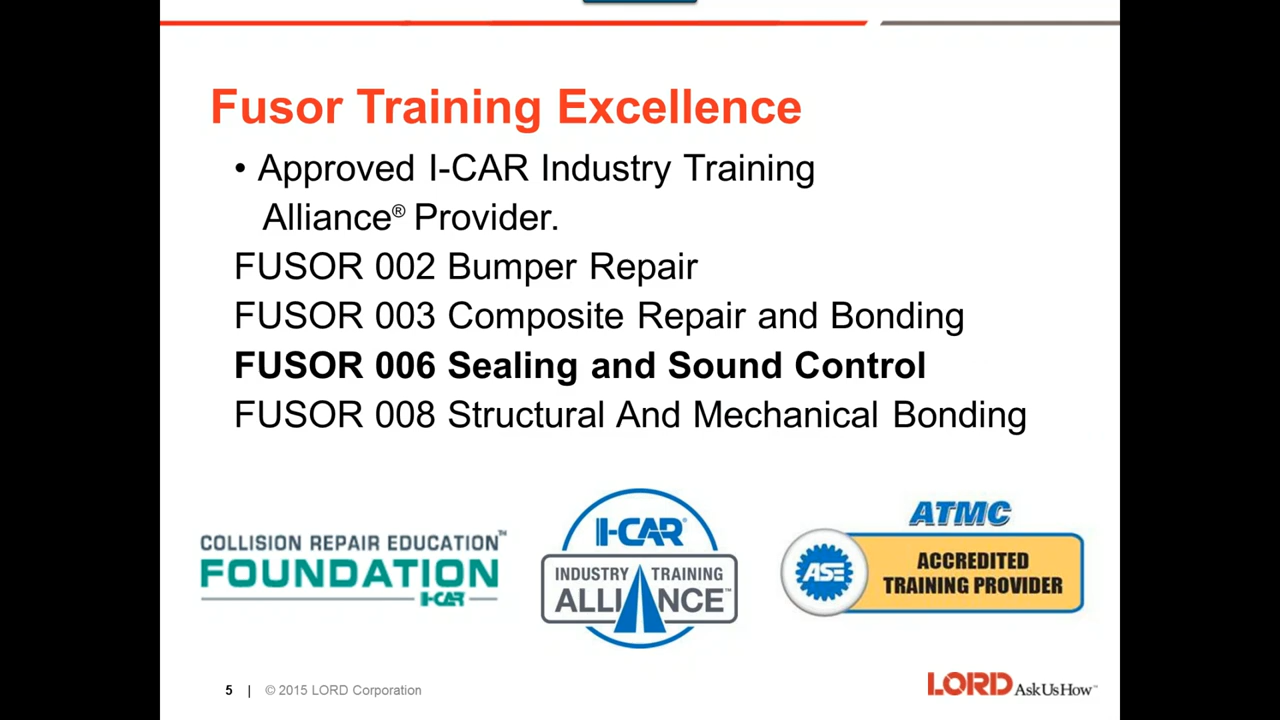 Fusor Training Excellence
• Approved I-CAR Industry Training
Alliance® Provider.
FUSOR 002 Bumper Repair
FUSOR 003 Composite Repair and Bonding
FUSOR 006 Sealing and Sound Control
FUSOR 008 Structural And Mechanical Bonding
COLLISION REPAIR EDUCATION™
FOUNDATION
I-CAR
I-CAR®
INDUSTRY TRAINING
ALLIANCE™
ATMC
ASE
ACCREDITED
TRAINING PROVIDER
5 | © 2015 LORD Corporation
LORD AskUsHow™